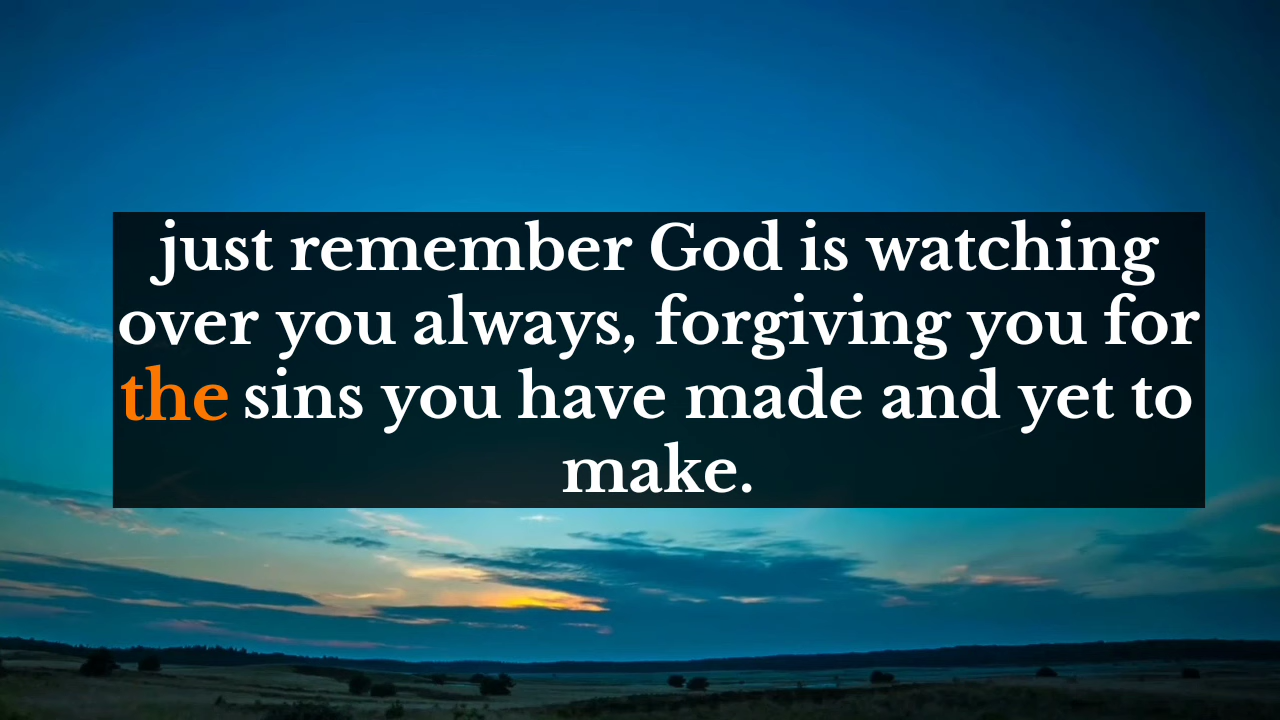 just remember God is watching
over you always, forgiving you for
the sins you have made and yet to
make.